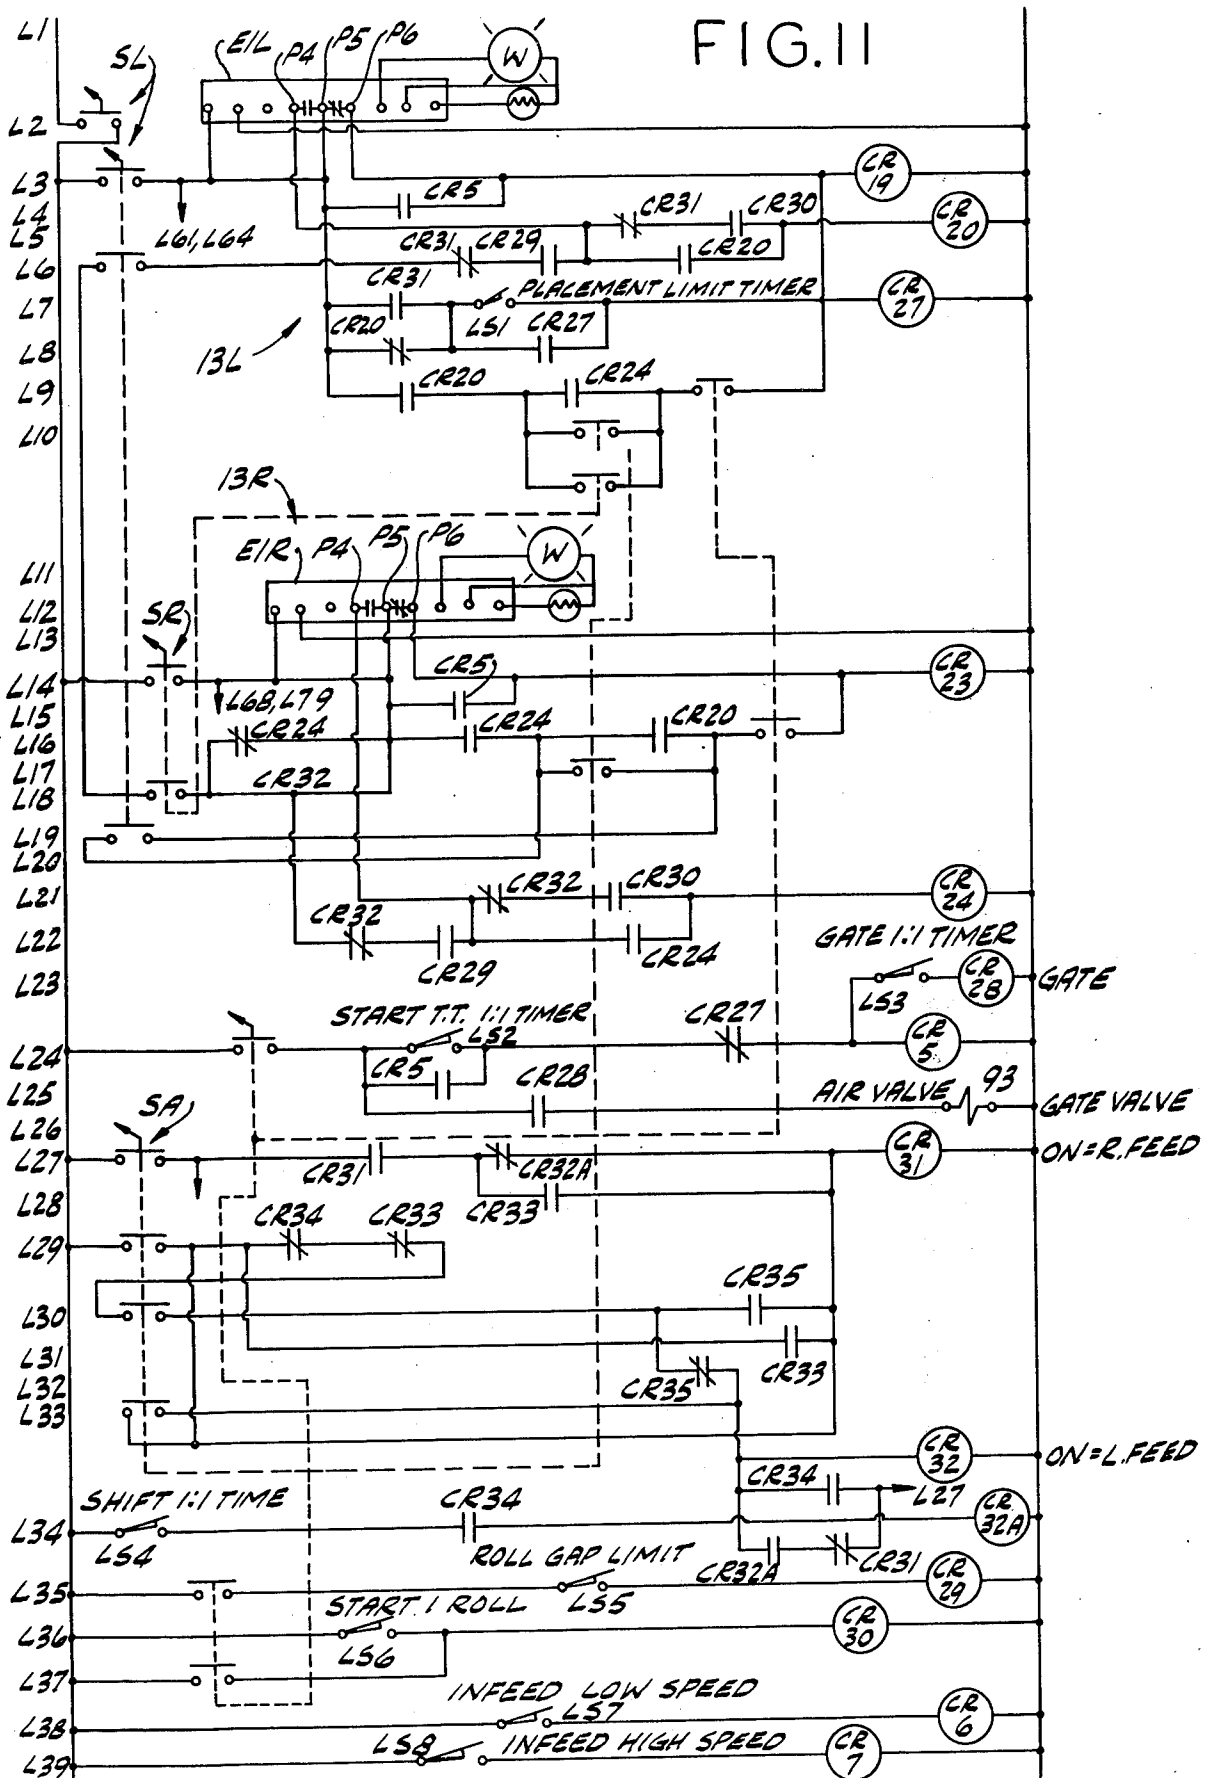 FIG.11
L1
SL
E1L
P4
P5
P6
W
L2
L3
CR5
CR
19
L4
L61, L64
CR31
CR30
CR
20
L5
L6
CR31
CR29
CR20
L7
CR31
PLACEMENT LIMIT TIMER
LS1
CR
27
CR20
CR27
L8
13L
L9
CR20
CR24
L10
13R
E1R
P4
P5
P6
W
L11
L12
L13
SR
L14
CR5
CR
23
L15
L68, L79
L16
CR24
CR24
CR20
L17
L18
CR32
L19
L20
L21
CR32
CR30
CR
24
L22
CR32
CR29
CR24
GATE 1:1 TIMER
L23
LS3
CR
28
GATE
START T.T. 1:1 TIMER
LS2
CR27
L24
CR
5
L25
CR5
CR28
AIR VALVE
93
GATE VALVE
L26
SA
L27
CR31
CR32A
CR
31
ON=R.FEED
L28
CR33
L29
CR34
CR33
L30
CR35
L31
CR33
L32
CR35
L33
CR
32
ON=L.FEED
SHIFT 1:1 TIME
CR34
CR34
L27
L34
LS4
CR
32A
CR32A
CR31
ROLL GAP LIMIT
L35
LS5
CR
29
START 1 ROLL
L36
LS6
CR
30
L37
INFEED LOW SPEED
L38
LS7
CR
6
L39
LS8
INFEED HIGH SPEED
CR
7